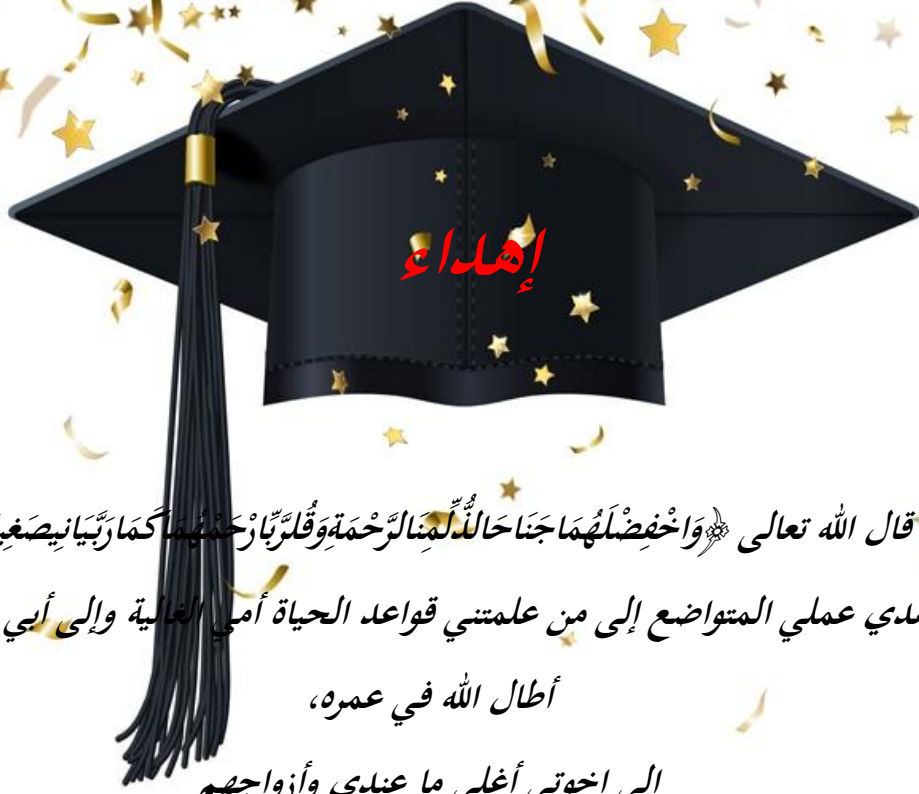 إهداء
قال الله تعالى ﴿وَاخْفِضْلَهُمَاجَنَاحَالذُّلِّمِنَالرَّحْمَةِوَقُلرَّبِّارْحَمْهُمَاكَمَارَبَّيَانِيصَغِي
عملي المتواضع إلى من علمتني قواعد الحياة أمي الغالية وإلى أبي
أطال الله في عمره،
إلى إخوتي أغلى ما عندي وأزواجهم